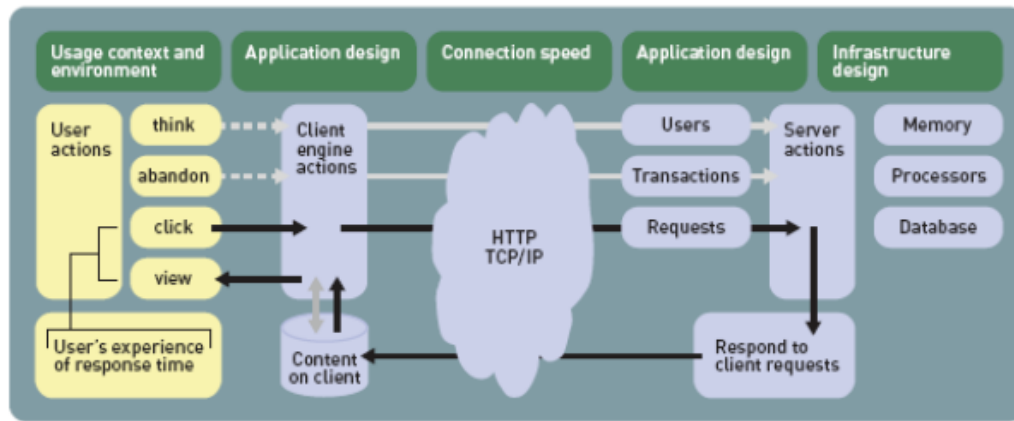 Usage context and
environment
Application design
Connection speed
Application design
Infrastructure
design
User
actions
think
abandon
click
view
User's experience
of response time
Client
engine
actions
Content
on client
HTTP
TCP/IP
Users
Transactions
Requests
Server
actions
Respond to
client requests
Memory
Processors
Database